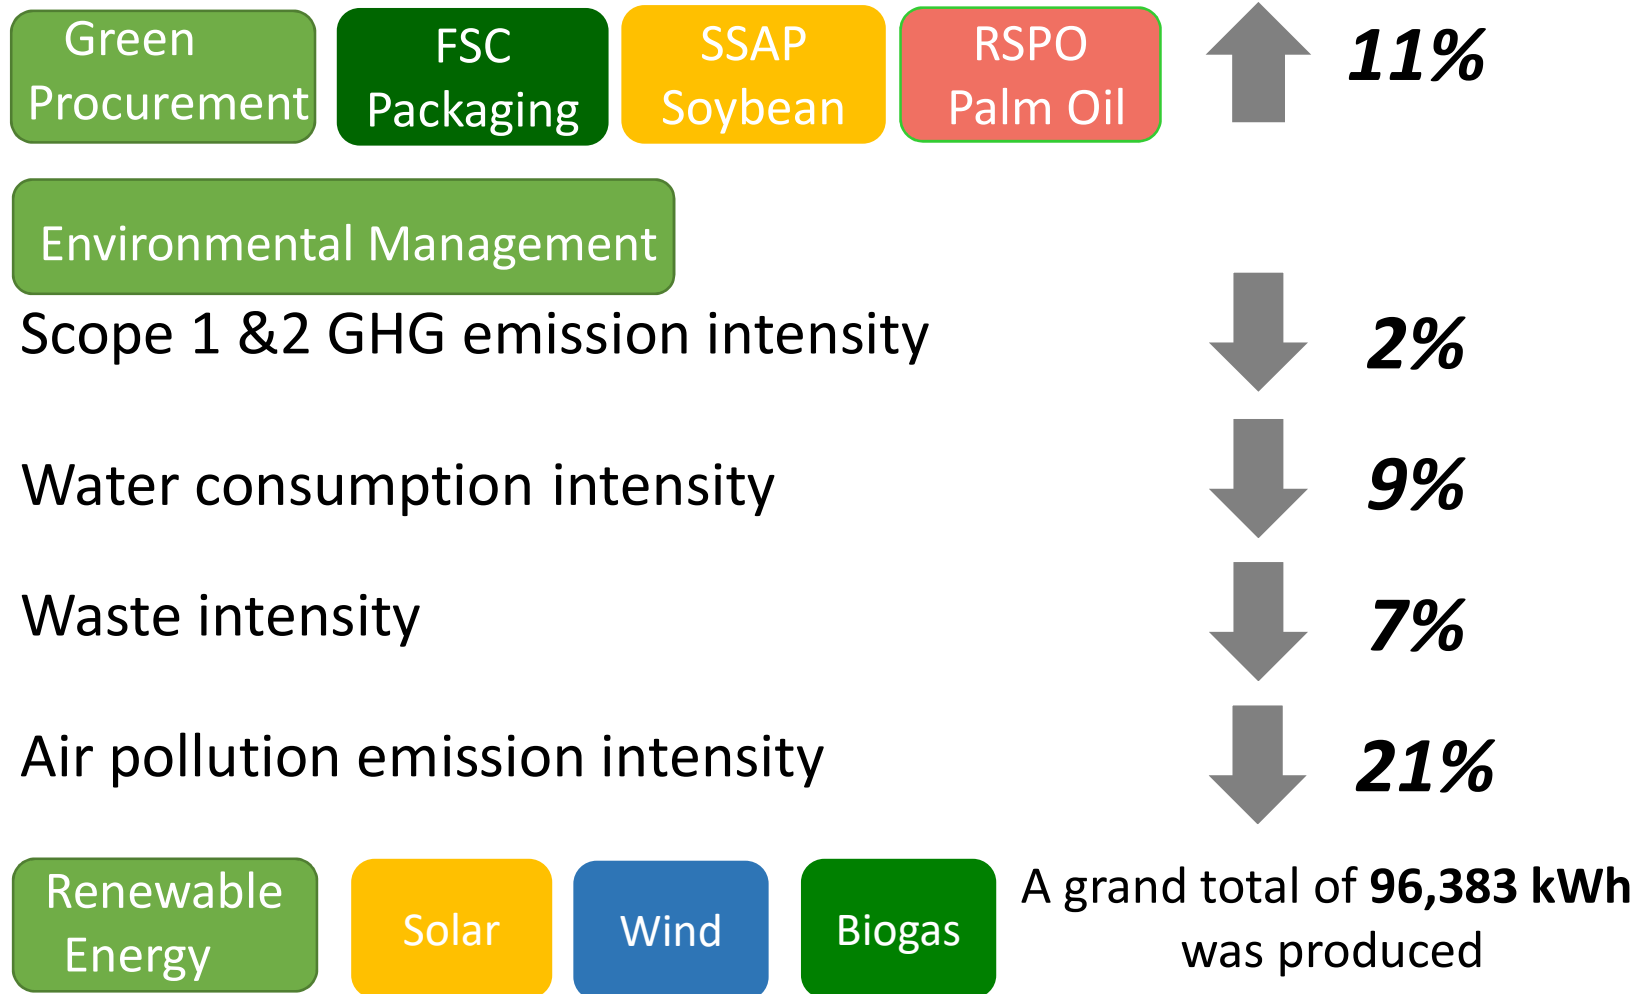 Green
Procurement
FSC
Packaging
SSAP
Soybean
RSPO
Palm Oil
11%
Environmental Management
Scope 1 &2 GHG emission intensity
2%
Water consumption intensity
9%
Waste intensity
7%
Air pollution emission intensity
21%
Renewable
Energy
Solar
Wind
Biogas
A grand total of 96,383 kWh
was produced